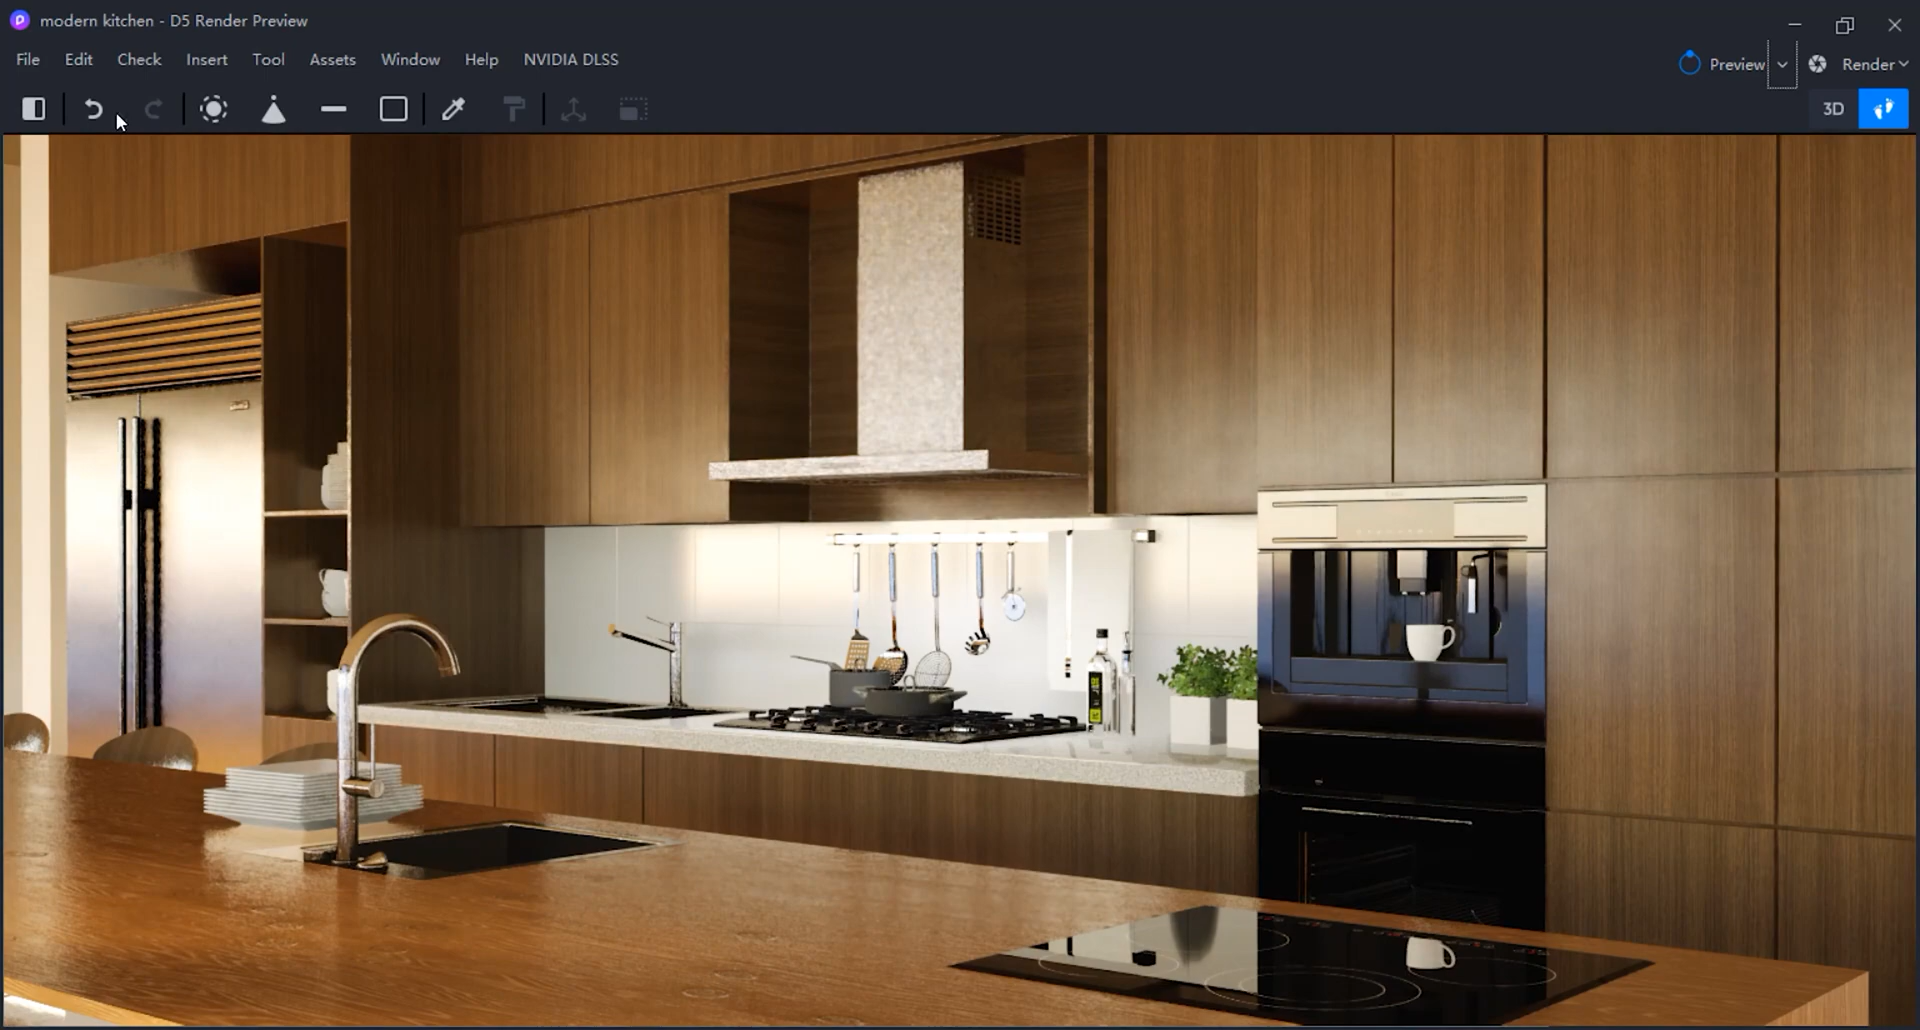 modern kitchen - D5 Render Preview
File Edit Check Insert Tool Assets Window Help NVIDIA DLSS Preview Render
3D